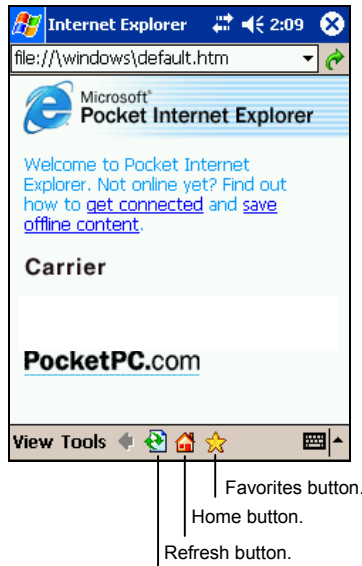 Internet Explorer 2:09
file://\windows\default.htm
Microsoft®
Pocket Internet Explorer
Welcome to Pocket Internet
Explorer. Not online yet? Find out
how to get connected and save
offline content.
Carrier
PocketPC.com
View Tools
Favorites button.
Home button.
Refresh button.